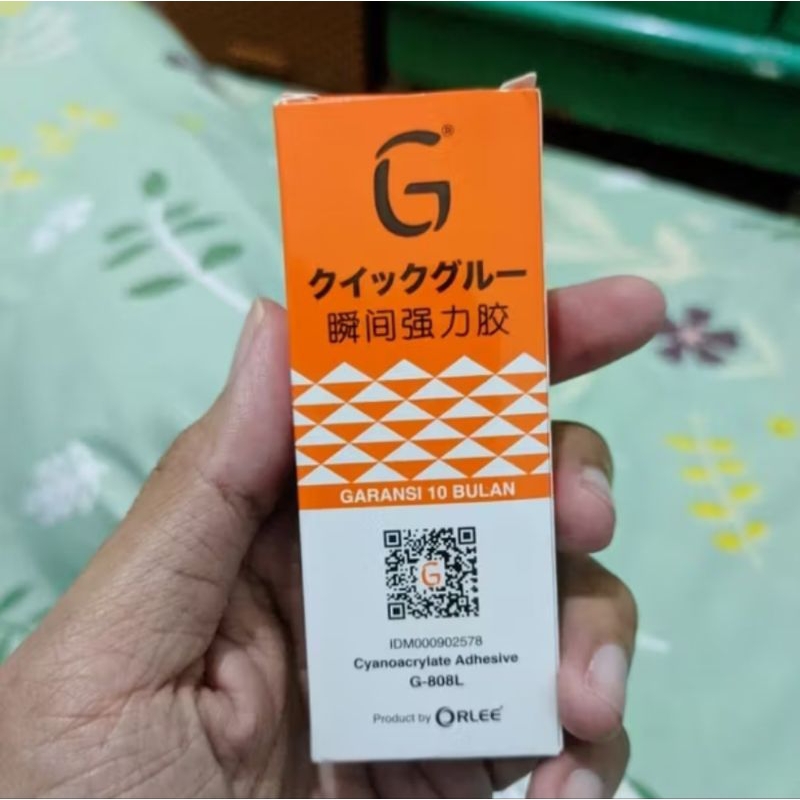 G®
クイックグルー
瞬间强力胶
GARANSI 10 BULAN
G
IDM000902578
Cyanoacrylate Adhesive
G-808L
Product by ORLEE